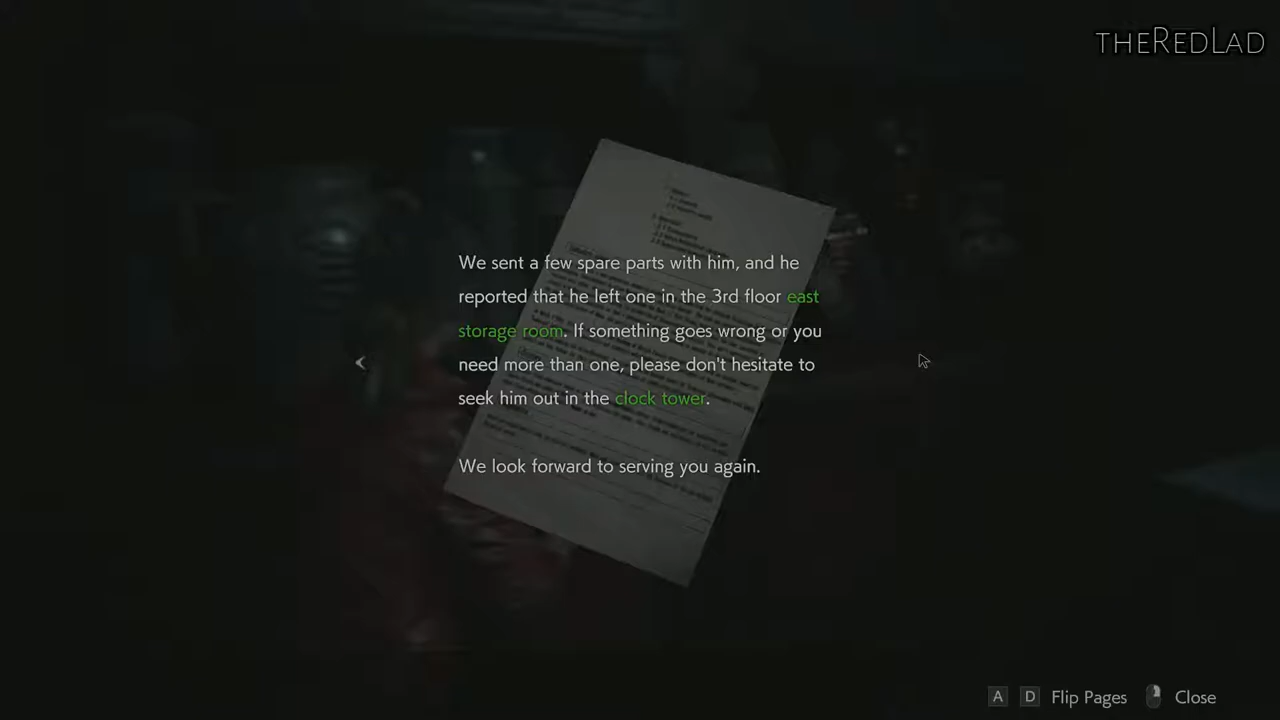 THEREDLAD
We sent a few spare parts with him, and he
reported that he left one in the 3rd floor east
storage room. If something goes wrong or you
need more than one, please don't hesitate to
seek him out in the clock tower.
We look forward to serving you again.
A D Flip Pages Close